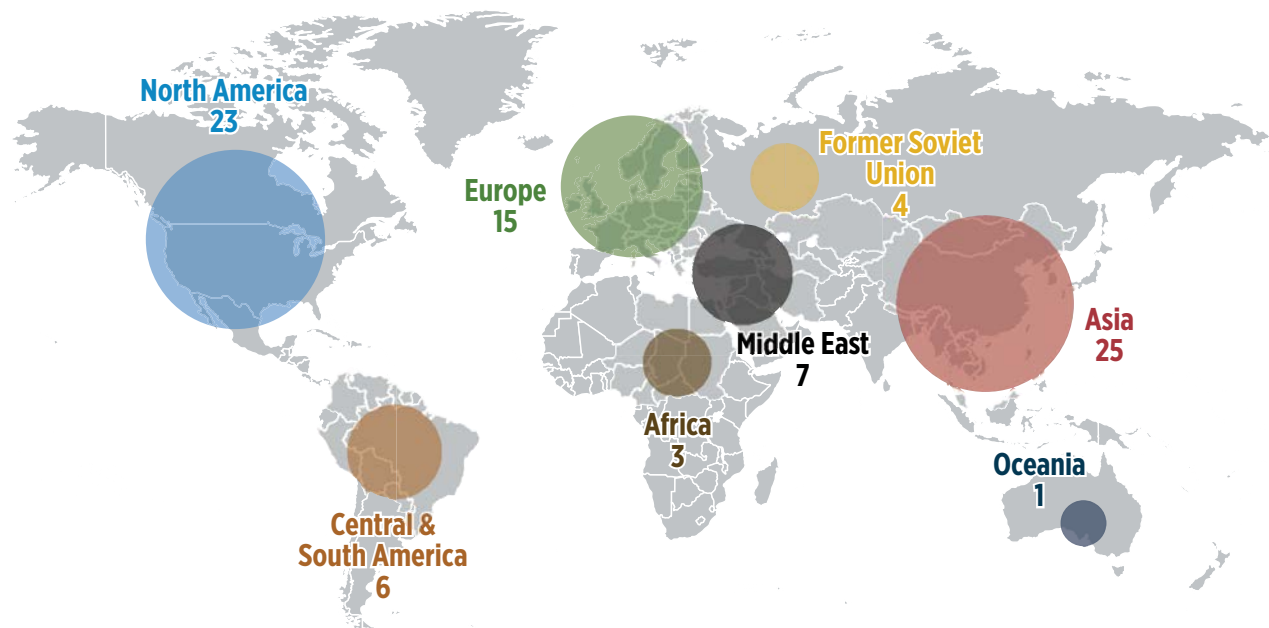 North America
23
Europe
15
Former Soviet
Union
4
Asia
25
Middle East
7
Africa
3
Oceania
1
Central &
South America
6